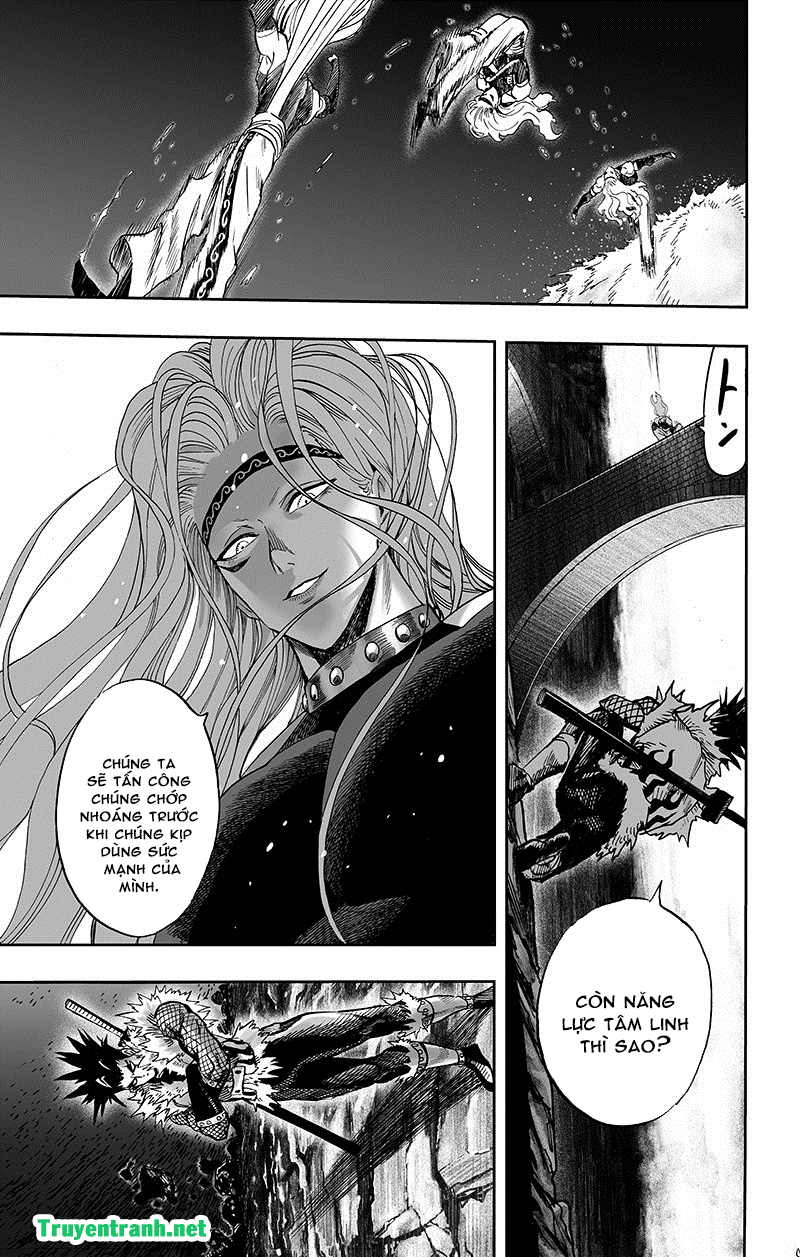 トン
CÒN NĂNG
LỰC TÂM LINH
THÌ SAO?
CHÚNG TA
SẼ TẤN CÔNG
CHÚNG CHỚP
NHOÁNG TRƯỚC
KHI CHÚNG KỊP
DÙNG SỨC
MẠNH CỦA
MÌNH.
Truyentranh.net